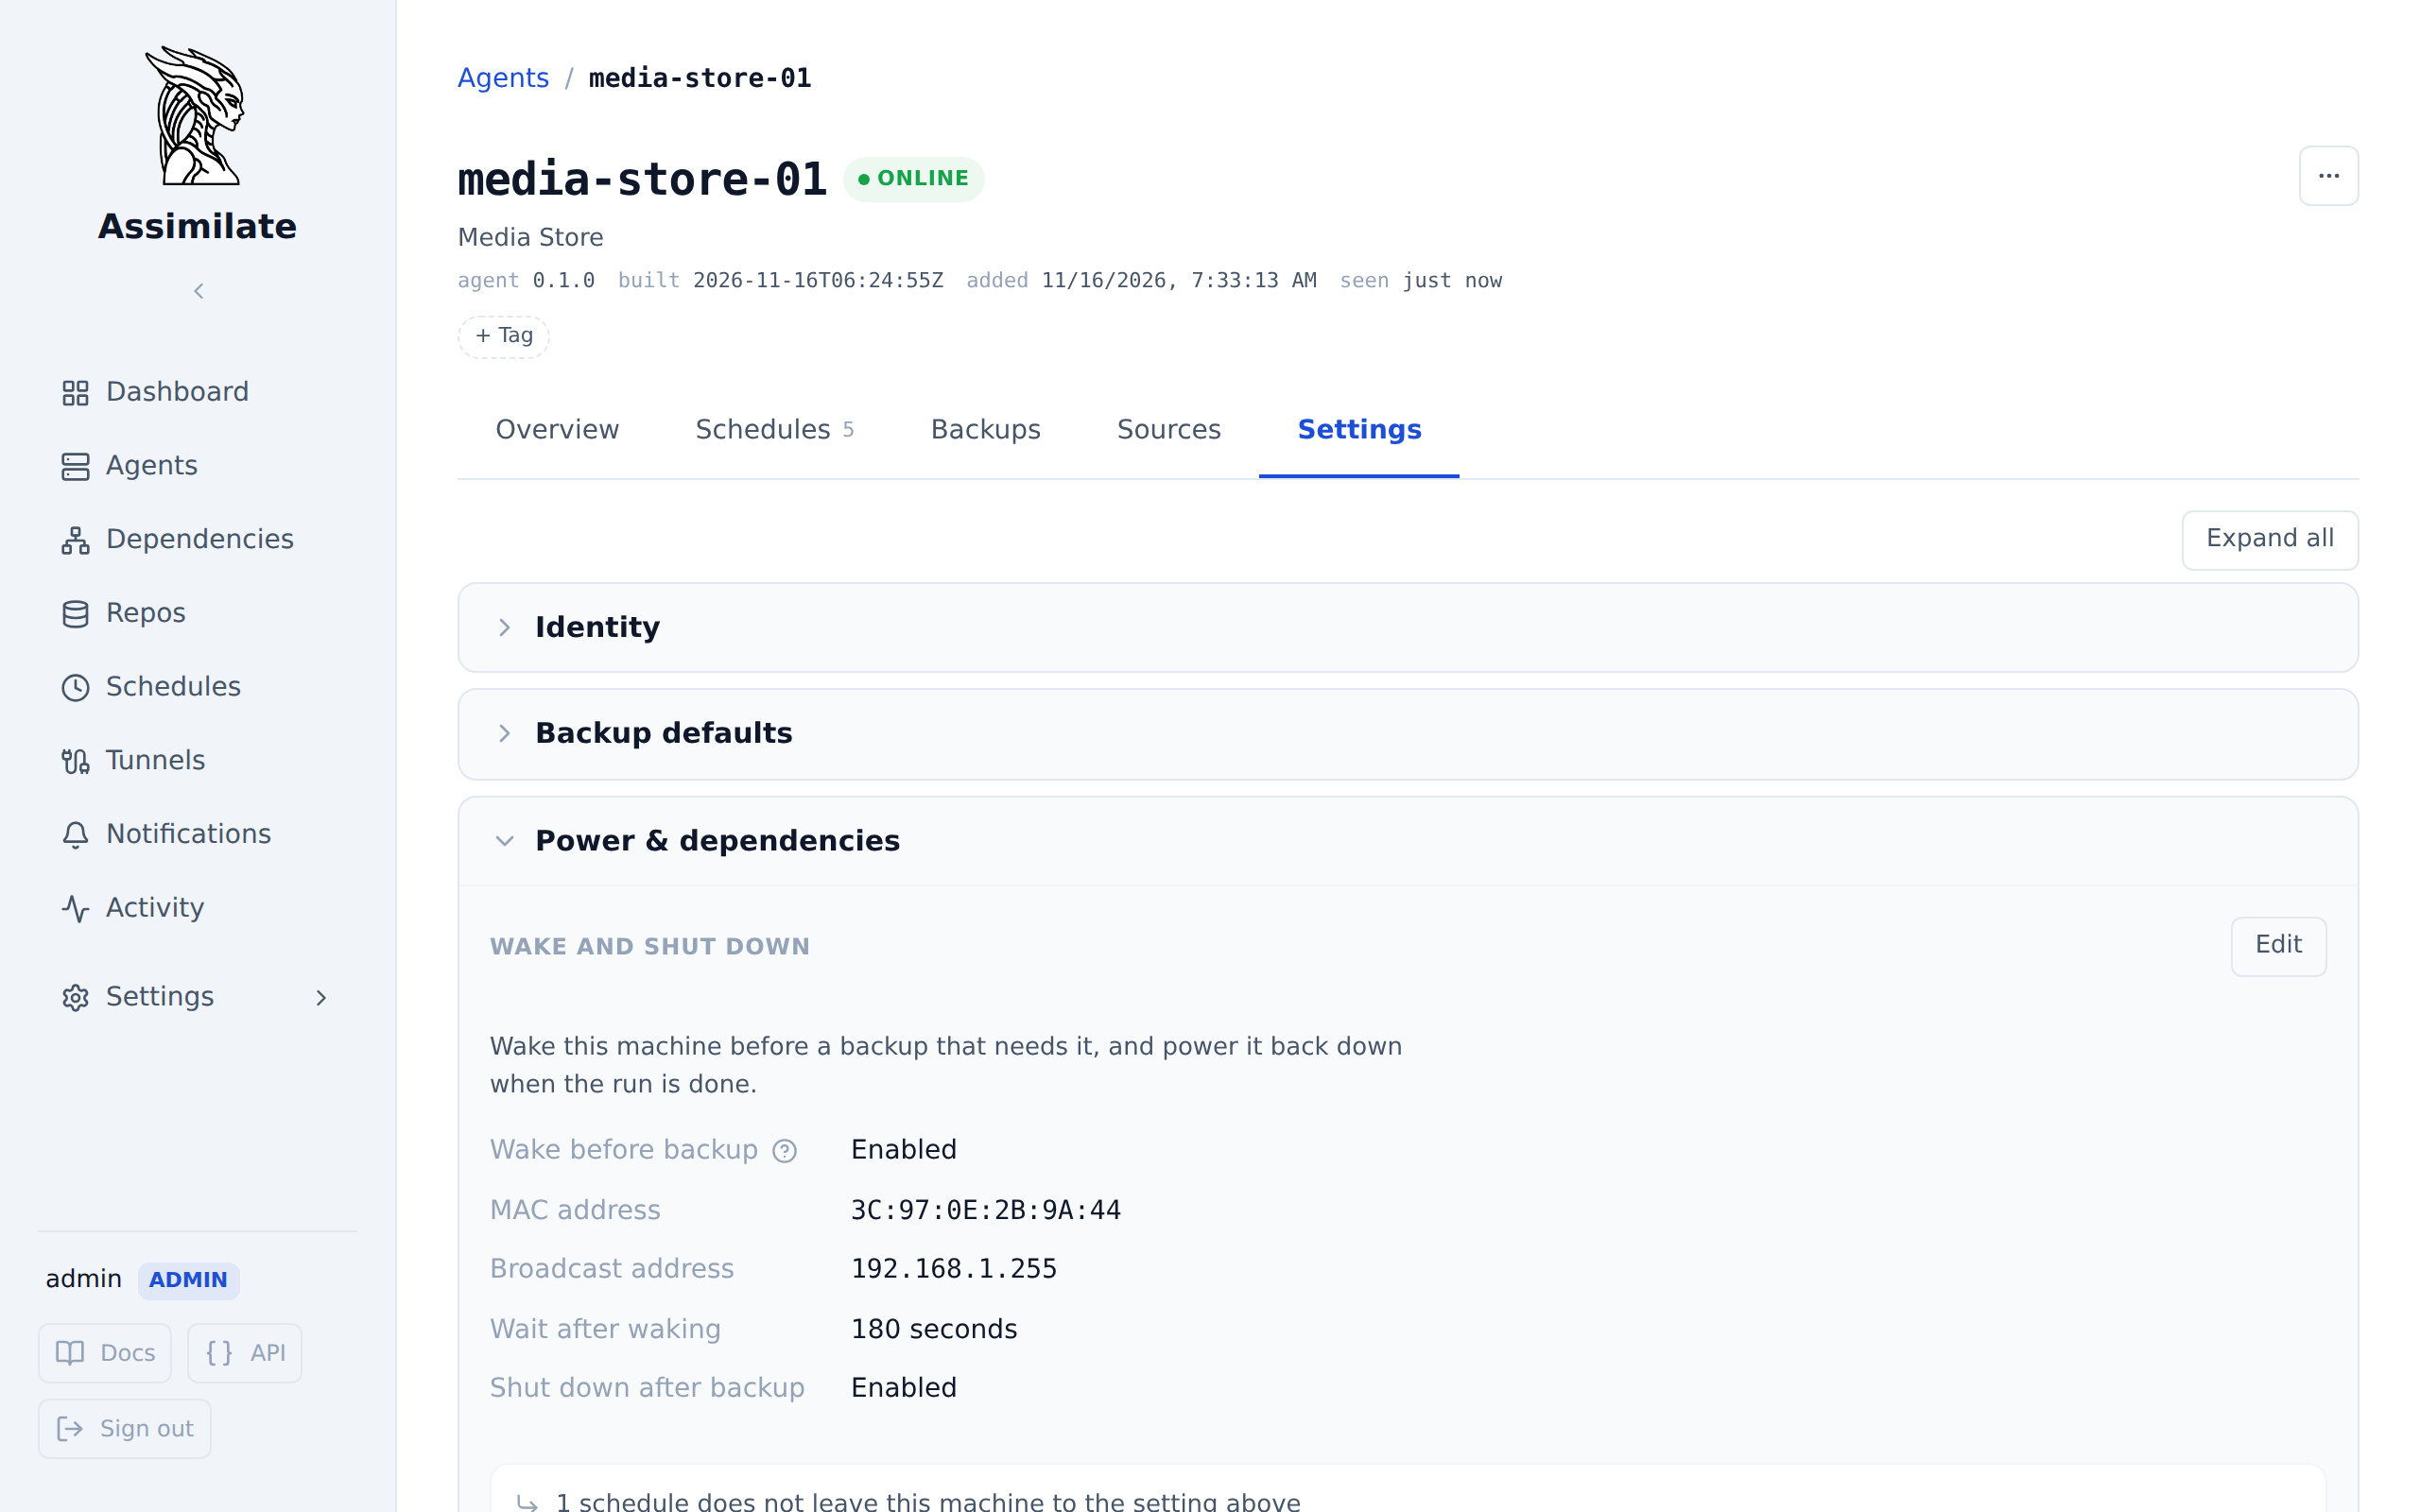 Assimilate
Dashboard
Agents
Dependencies
Repos
Schedules
Tunnels
Notifications
Activity
Settings
admin ADMIN
Docs API
Sign out
Agents / media-store-01
media-store-01 ONLINE
Media Store
agent 0.1.0 built 2026-11-16T06:24:55Z added 11/16/2026, 7:33:13 AM seen just now
+ Tag
Overview Schedules 5 Backups Sources Settings
Expand all
Identity
Backup defaults
Power & dependencies
WAKE AND SHUT DOWN Edit
Wake this machine before a backup that needs it, and power it back down
when the run is done.
Wake before backup Enabled
MAC address 3C:97:0E:2B:9A:44
Broadcast address 192.168.1.255
Wait after waking 180 seconds
Shut down after backup Enabled
1 schedule does not leave this machine to the setting above